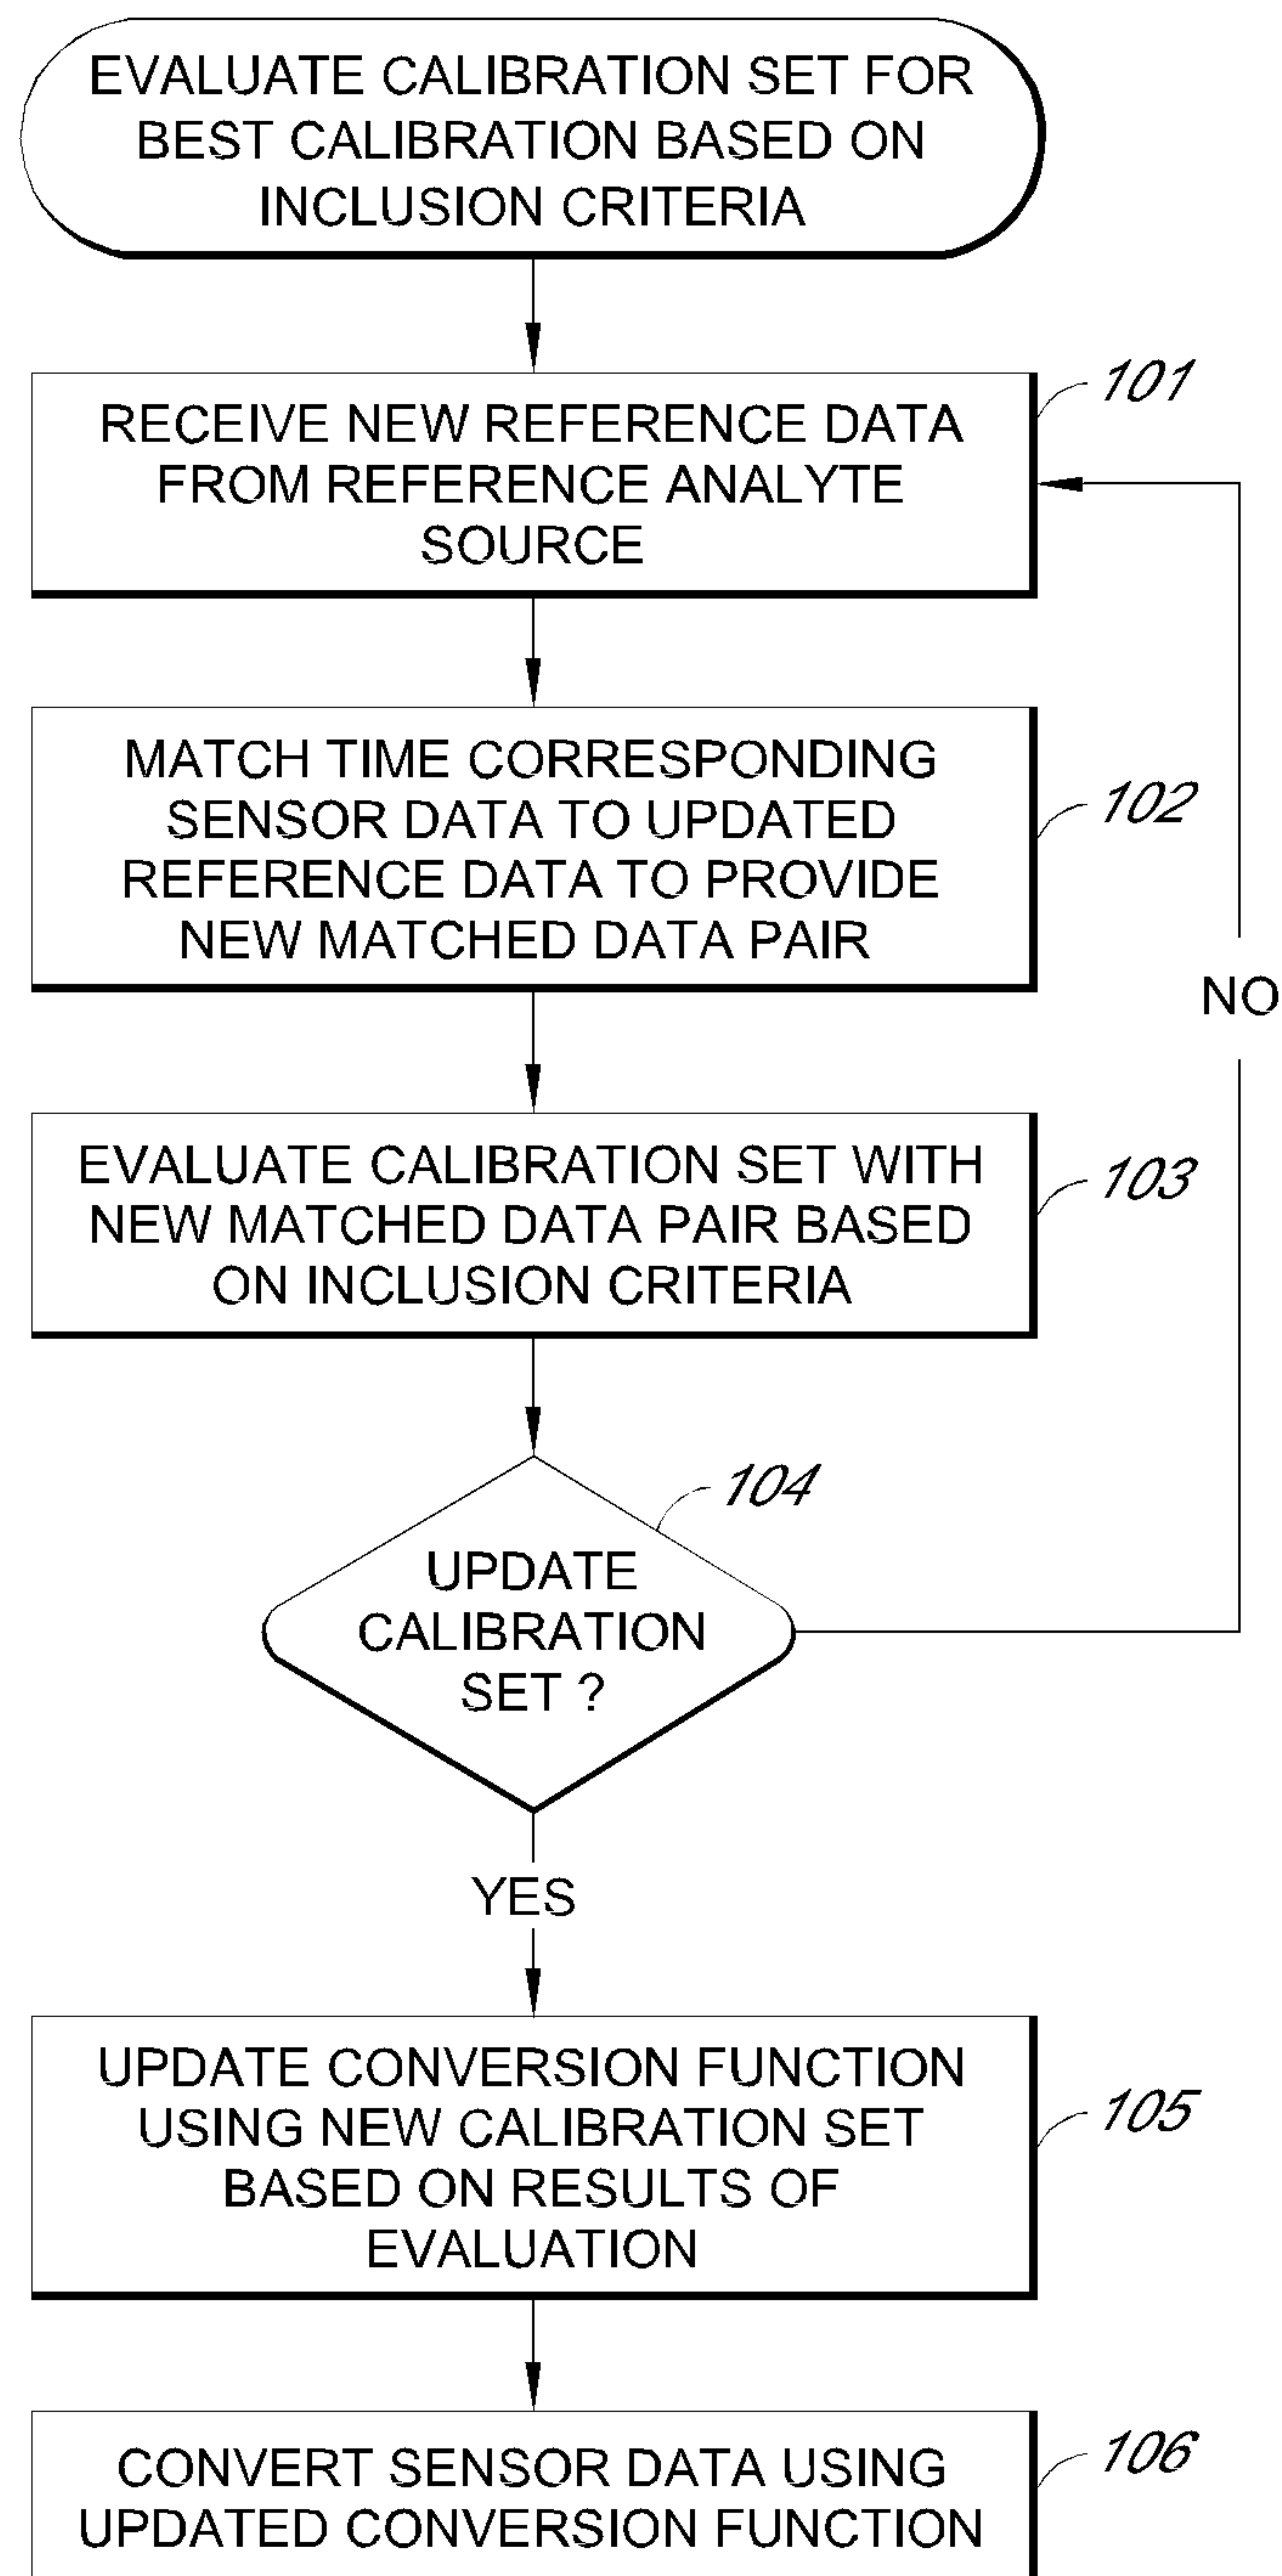 EVALUATE CALIBRATION SET FOR
BEST CALIBRATION BASED ON
INCLUSION CRITERIA
101
RECEIVE NEW REFERENCE DATA
FROM REFERENCE ANALYTE
SOURCE
102
MATCH TIME CORRESPONDING
SENSOR DATA TO UPDATED
REFERENCE DATA TO PROVIDE
NEW MATCHED DATA PAIR
NO
103
EVALUATE CALIBRATION SET WITH
NEW MATCHED DATA PAIR BASED
ON INCLUSION CRITERIA
104
UPDATE
CALIBRATION
SET ?
YES
105
UPDATE CONVERSION FUNCTION
USING NEW CALIBRATION SET
BASED ON RESULTS OF
EVALUATION
106
CONVERT SENSOR DATA USING
UPDATED CONVERSION FUNCTION